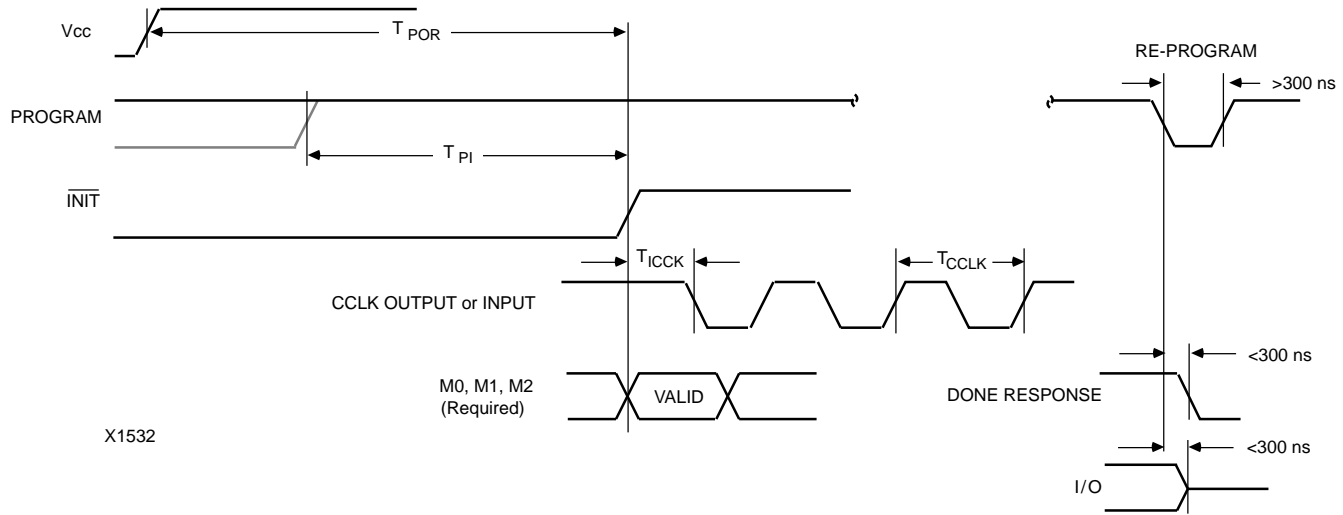 Vcc
T POR
RE-PROGRAM
>300 ns
PROGRAM
T PI
INIT
T ICCK
T CCLK
CCLK OUTPUT or INPUT
<300 ns
M0, M1, M2
(Required)
VALID
DONE RESPONSE
X1532
<300 ns
I/O